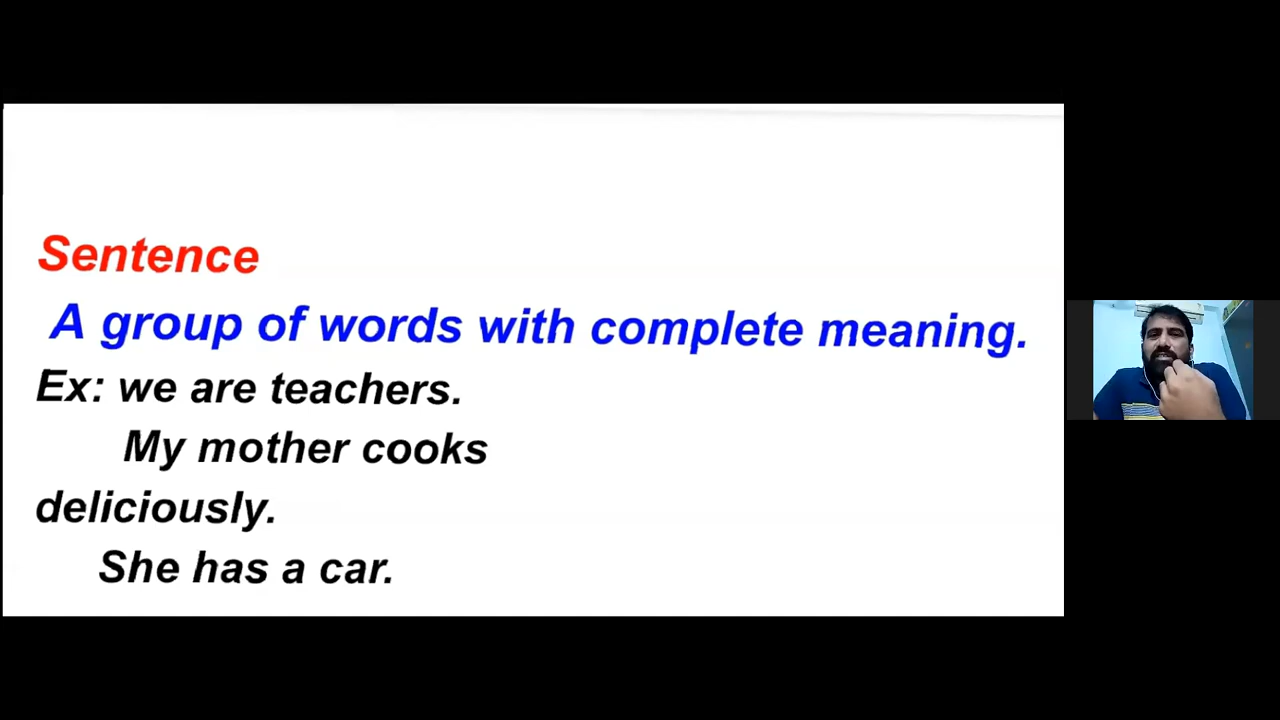 Sentence
A group of words with complete meaning.
Ex: we are teachers.
My mother cooks
deliciously.
She has a car.